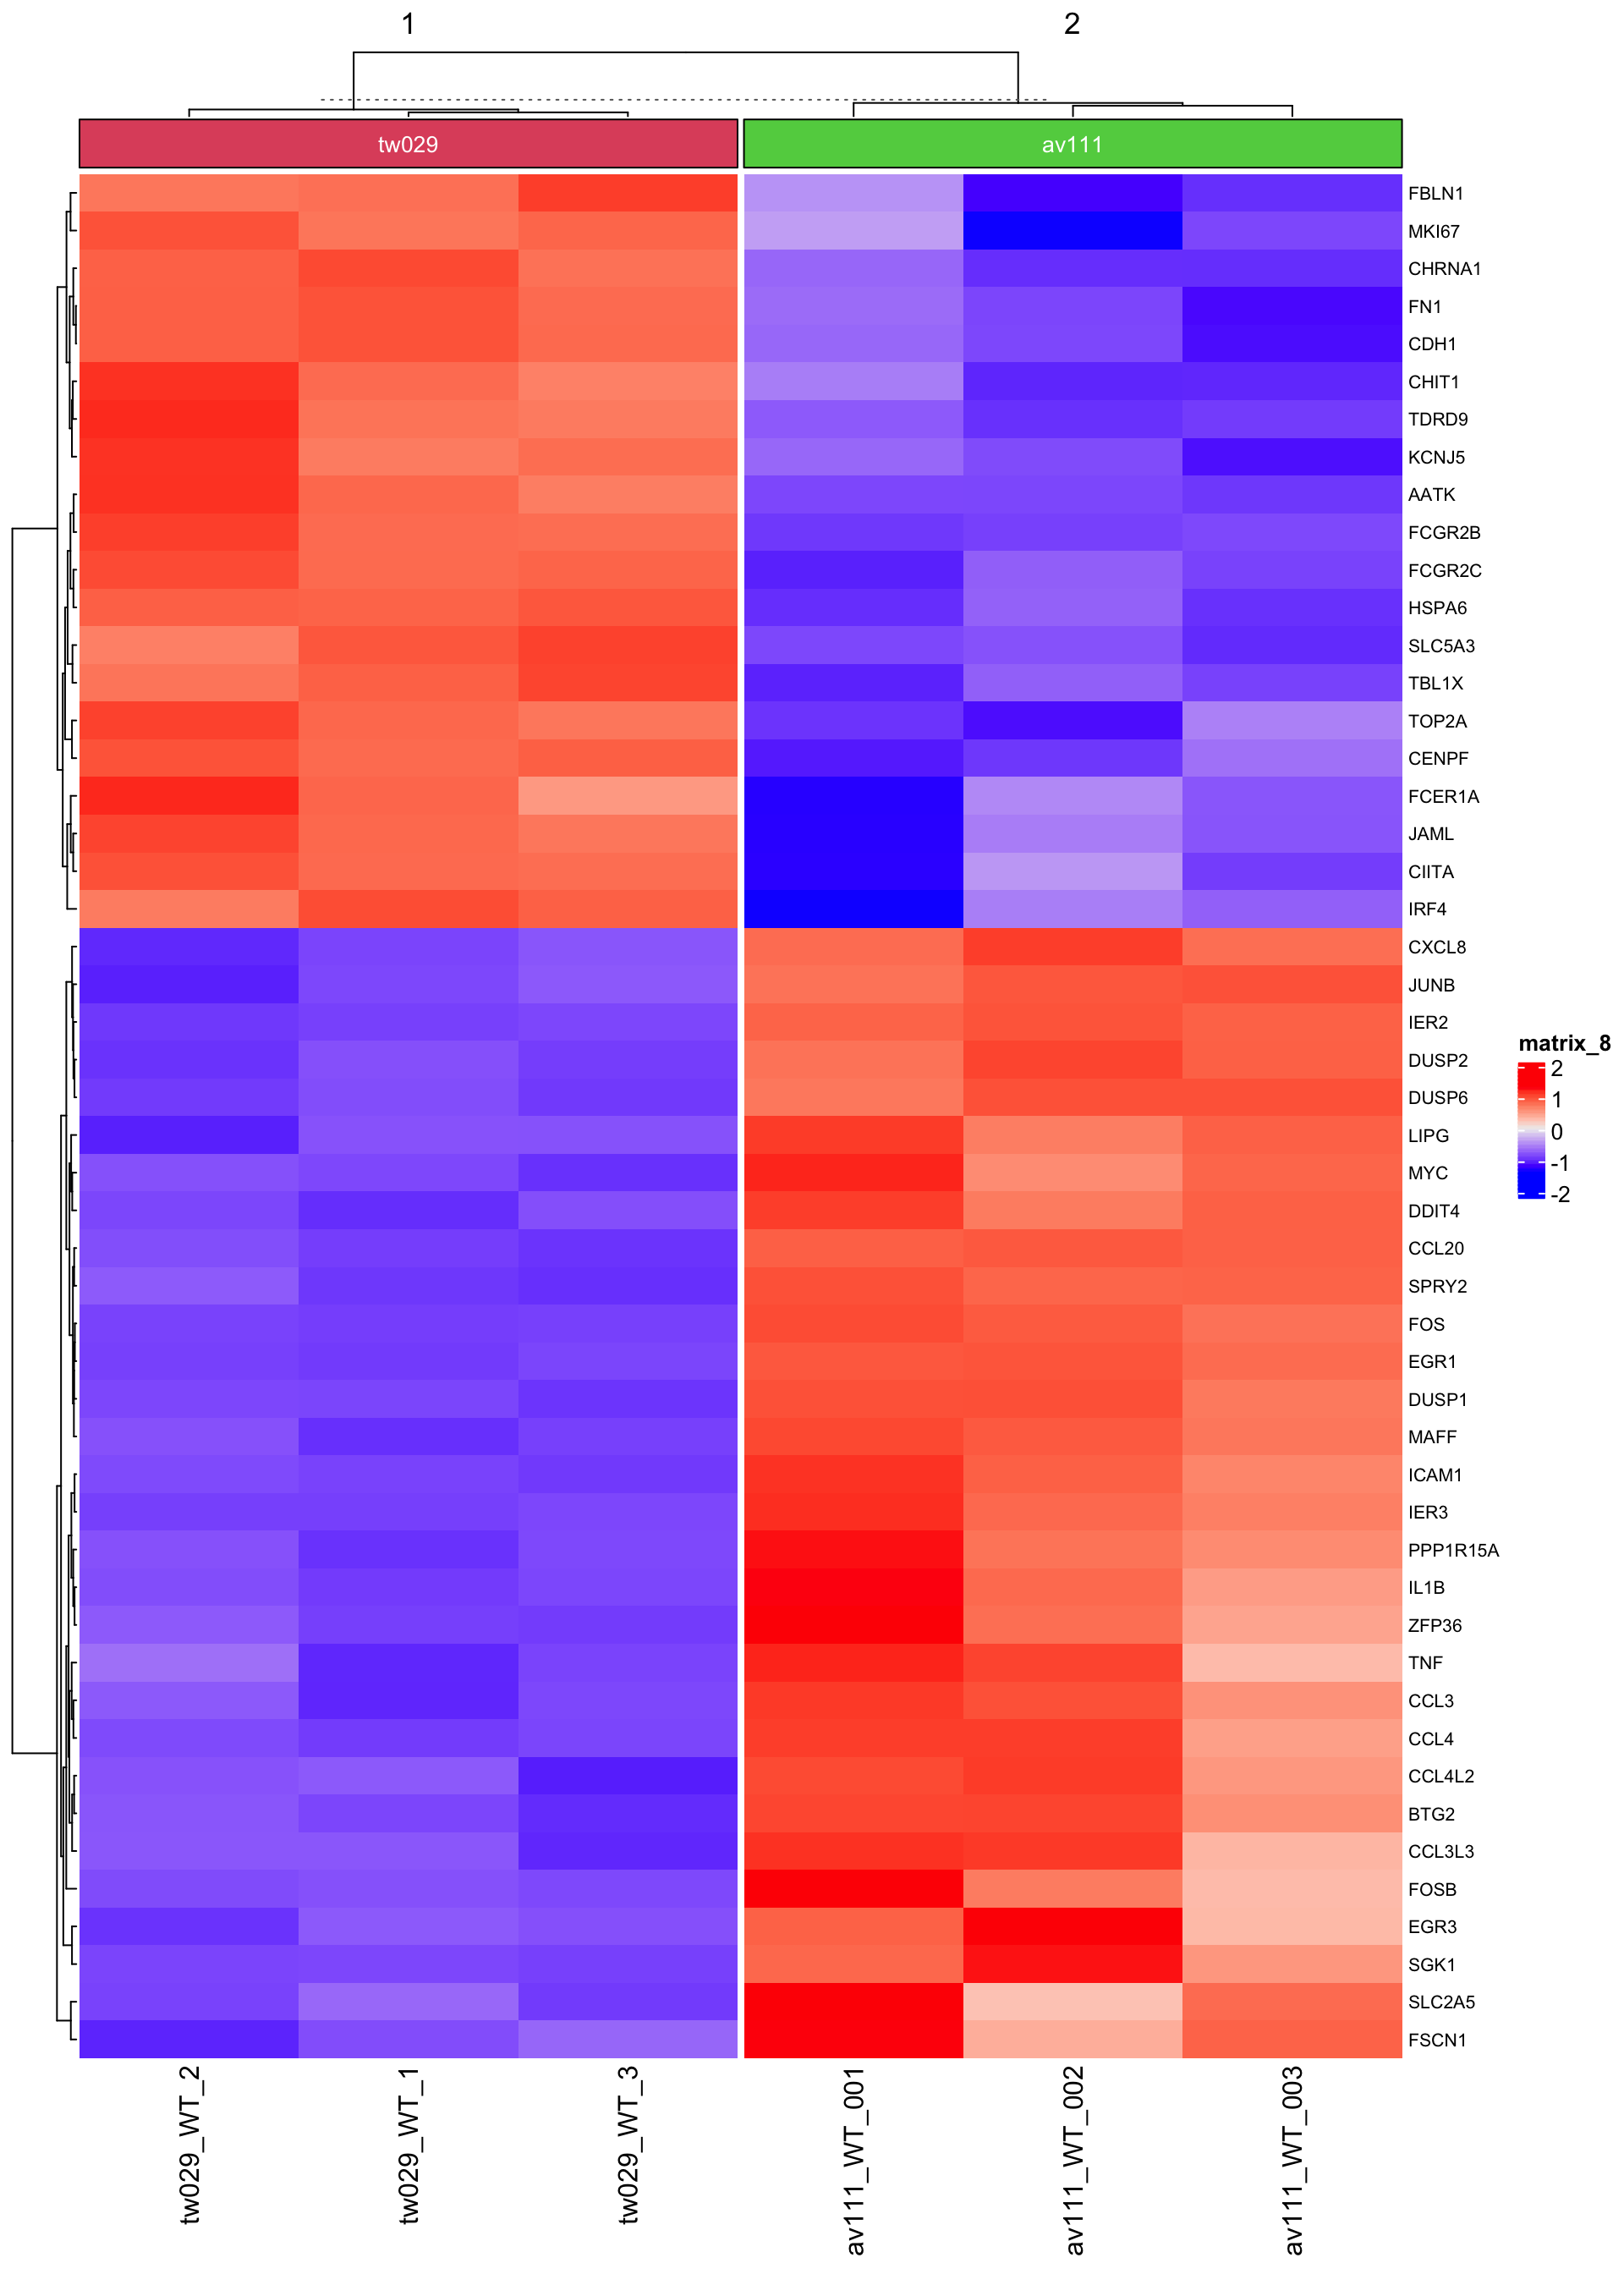 1
2
tw029
av111
FBLN1
MKI67
CHRNA1
FN1
CDH1
CHIT1
TDRD9
KCNJ5
AATK
FCGR2B
FCGR2C
HSPA6
SLC5A3
TBL1X
TOP2A
CENPF
FCER1A
JAML
CIITA
IRF4
CXCL8
JUNB
IER2
DUSP2
DUSP6
LIPG
MYC
DDIT4
CCL20
SPRY2
FOS
EGR1
DUSP1
MAFF
ICAM1
IER3
PPP1R15A
IL1B
ZFP36
TNF
CCL3
CCL4
CCL4L2
BTG2
CCL3L3
FOSB
EGR3
SGK1
SLC2A5
FSCN1
matrix_8
2
1
0
-1
-2
tw029_WT_2
tw029_WT_1
tw029_WT_3
av111_WT_001
av111_WT_002
av111_WT_003